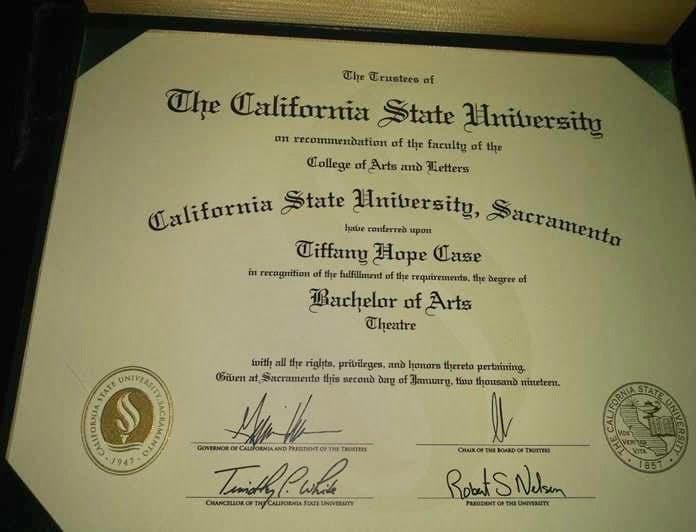 The Trustees of
The California State University
on recommendation of the faculty of the
College of Arts and Letters
California State University, Sacramento
have conferred upon
Tiffany Hope Case
in recognition of the fulfillment of the requirements, the degree of
Bachelor of Arts
Theatre
with all the rights, privileges, and honors thereto pertaining.
Given at Sacramento this second day of January, two thousand nineteen.
CALIFORNIA STATE UNIVERSITY, SACRAMENTO
· 1947 ·
GOVERNOR OF CALIFORNIA AND PRESIDENT OF THE TRUSTEES
CHAIR OF THE BOARD OF TRUSTEES
THE CALIFORNIA STATE UNIVERSITY
VOX
VERITAS
VITA
· 1857 ·
Timothy P. White
CHANCELLOR OF THE CALIFORNIA STATE UNIVERSITY
Robert S Nelsen
PRESIDENT OF THE UNIVERSITY